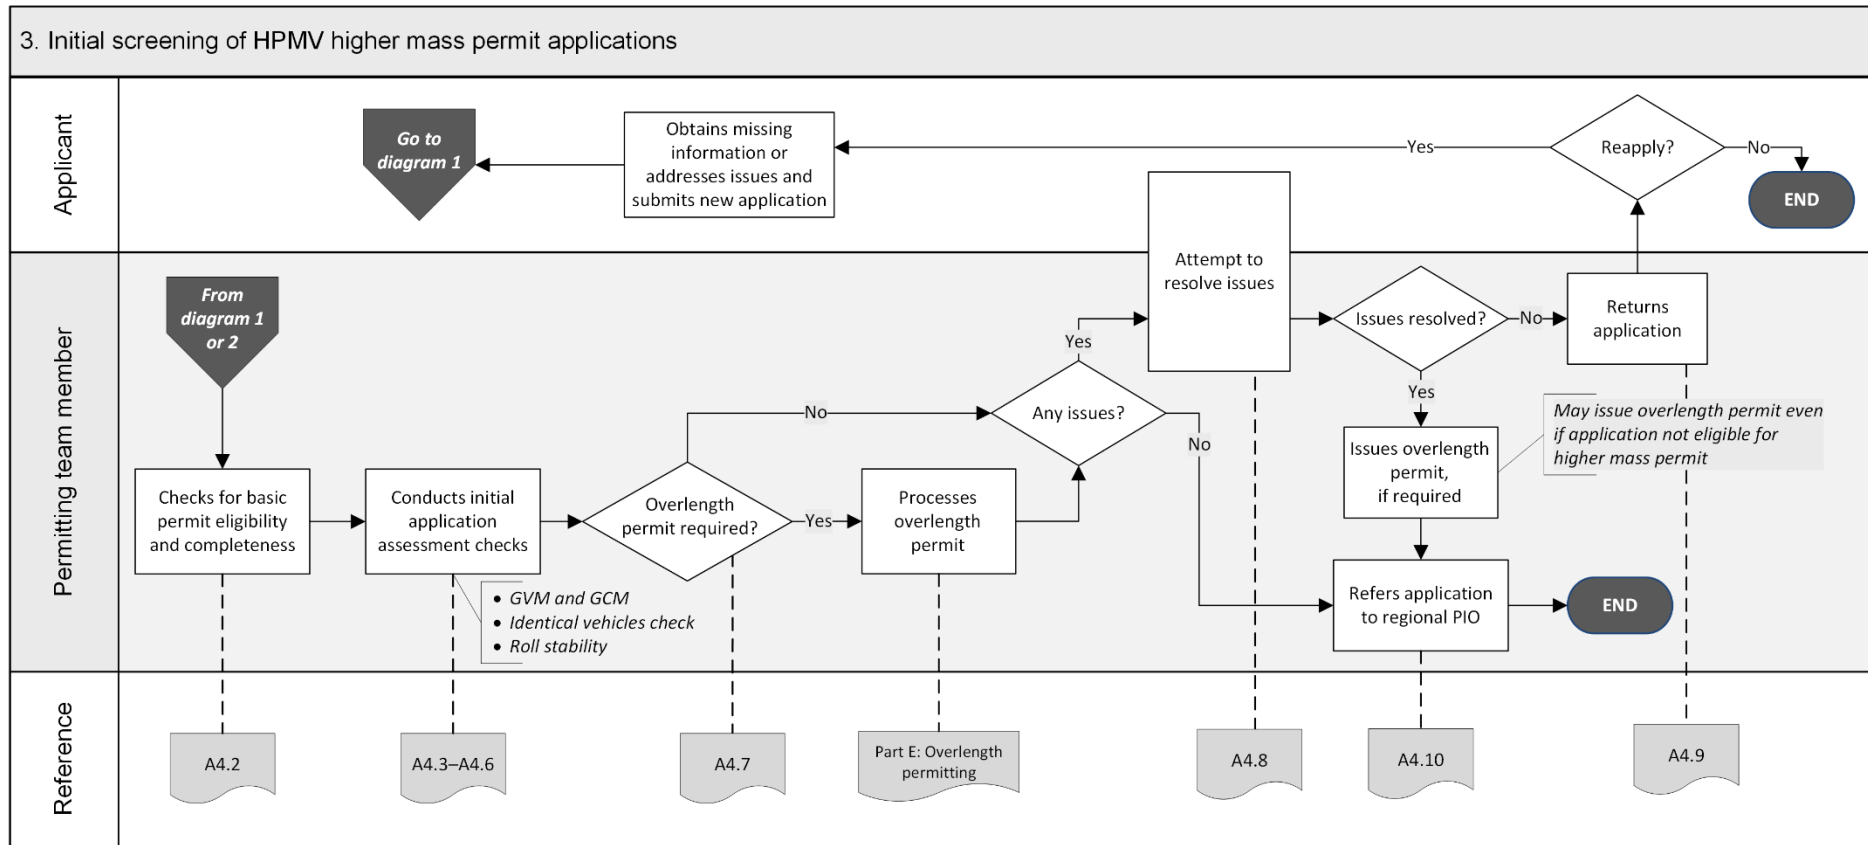 3. Initial screening of HPMV higher mass permit applications
Applicant
Go to
diagram 1
Obtains missing
information or
addresses issues and
submits new application
Yes
Reapply?
No
END
Permitting team member
From
diagram 1
or 2
Checks for basic
permit eligibility
and completeness
Conducts initial
application
assessment checks
• GVM and GCM
• Identical vehicles check
• Roll stability
Overlength
permit required?
No
Yes
Processes
overlength
permit
Any issues?
Yes
No
Attempt to
resolve issues
Issues resolved?
No
Yes
Returns
application
Issues overlength
permit,
if required
May issue overlength permit even
if application not eligible for
higher mass permit
Refers application
to regional PIO
END
Reference
A4.2
A4.3–A4.6
A4.7
Part E: Overlength
permitting
A4.8
A4.10
A4.9